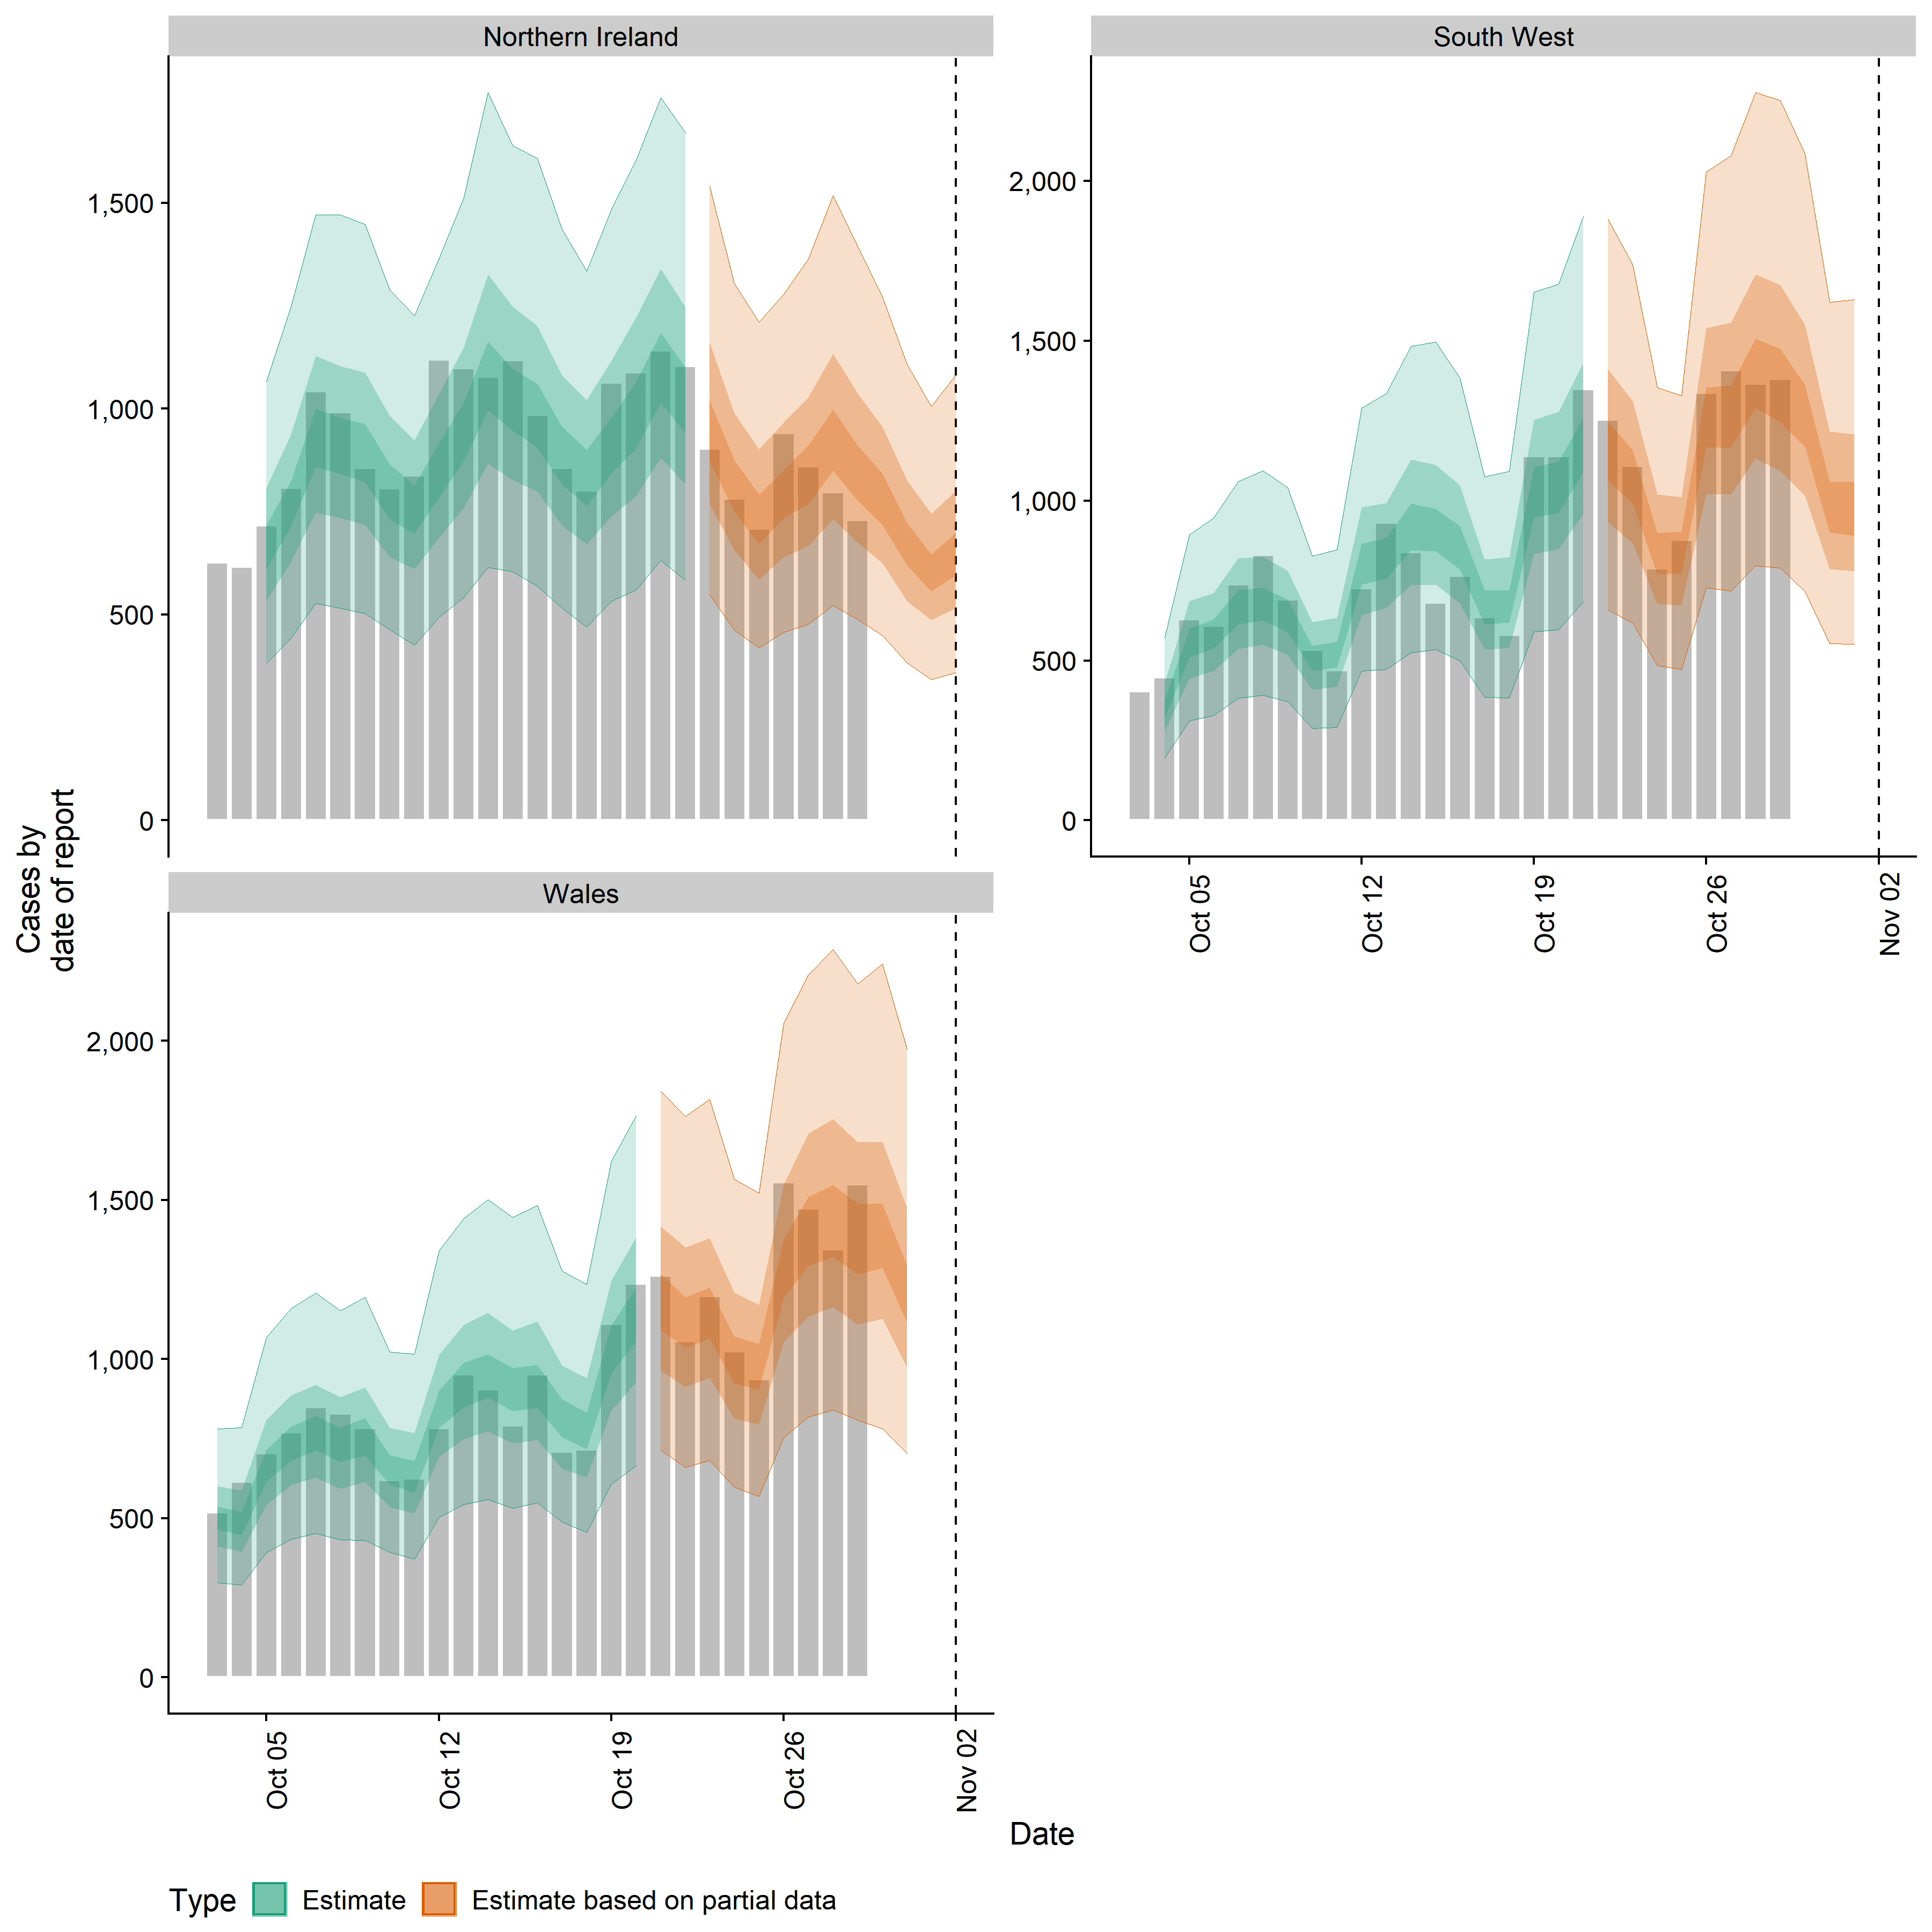 Northern Ireland
South West
1,500
1,000
500
0
2,000
1,500
1,000
500
0
Oct 05
Oct 12
Oct 19
Oct 26
Nov 02
Cases by
date of report
Wales
2,000
1,500
1,000
500
0
Oct 05
Oct 12
Oct 19
Oct 26
Nov 02
Date
Type Estimate Estimate based on partial data